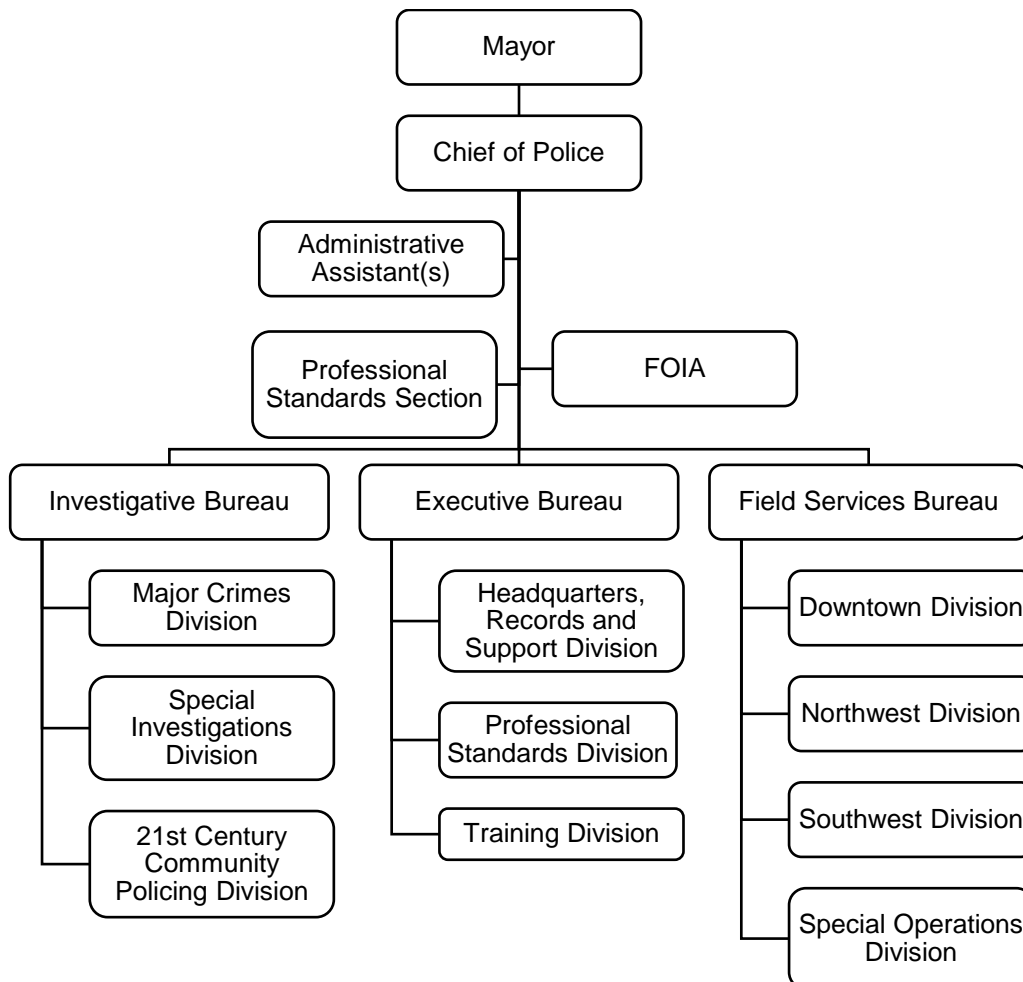 Mayor
Chief of Police
Administrative
Assistant(s)
Professional
Standards Section
FOIA
Investigative Bureau
Major Crimes
Division
Special
Investigations
Division
21st Century
Community
Policing Division
Executive Bureau
Headquarters,
Records and
Support Division
Professional
Standards Division
Training Division
Field Services Bureau
Downtown Division
Northwest Division
Southwest Division
Special Operations
Division